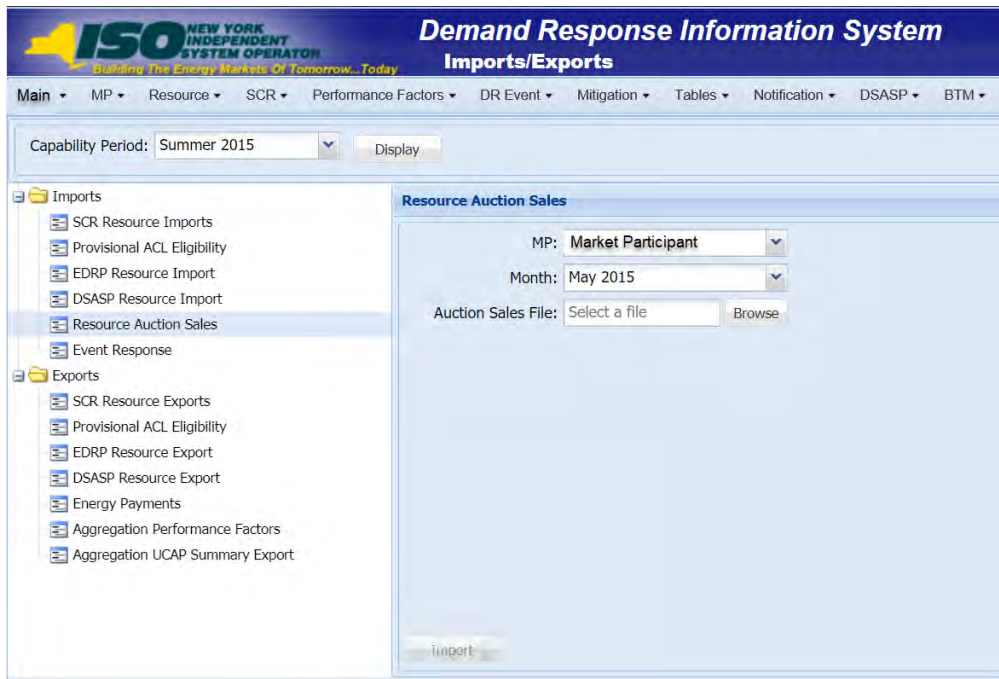 NEW YORK
INDEPENDENT
SYSTEM OPERATOR
ISO
Building The Energy Markets Of Tomorrow...Today
Demand Response Information System
Imports/Exports
Main MP Resource SCR Performance Factors DR Event Mitigation Tables Notification DSASP BTM
Capability Period: Summer 2015 Display
Imports
SCR Resource Imports
Provisional ACL Eligibility
EDRP Resource Import
DSASP Resource Import
Resource Auction Sales
Event Response
Exports
SCR Resource Exports
Provisional ACL Eligibility
EDRP Resource Export
DSASP Resource Export
Energy Payments
Aggregation Performance Factors
Aggregation UCAP Summary Export
Resource Auction Sales
MP: Market Participant
Month: May 2015
Auction Sales File: Select a file Browse
Import